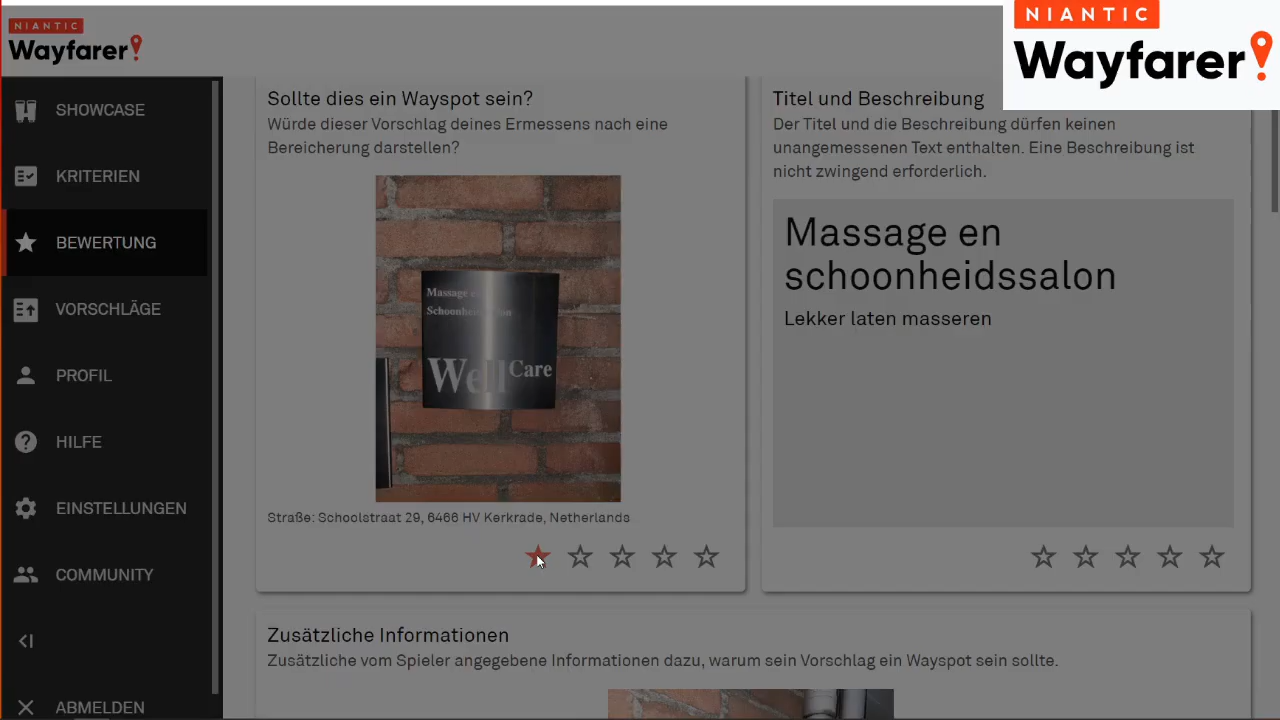 NIANTIC
Wayfarer
NIANTIC
Wayfarer
SHOWCASE
KRITERIEN
BEWERTUNG
VORSCHLÄGE
PROFIL
HILFE
EINSTELLUNGEN
COMMUNITY
ABMELDEN
Sollte dies ein Wayspot sein?
Würde dieser Vorschlag deines Ermessens nach eine
Bereicherung darstellen?
Massage en
Schoonheidssalon
WellCare
Straße: Schoolstraat 29, 6466 HV Kerkrade, Netherlands
Titel und Beschreibung
Der Titel und die Beschreibung dürfen keinen
unangemessenen Text enthalten. Eine Beschreibung ist
nicht zwingend erforderlich.
Massage en
schoonheidssalon
Lekker laten masseren
Zusätzliche Informationen
Zusätzliche vom Spieler angegebene Informationen dazu, warum sein Vorschlag ein Wayspot sein sollte.